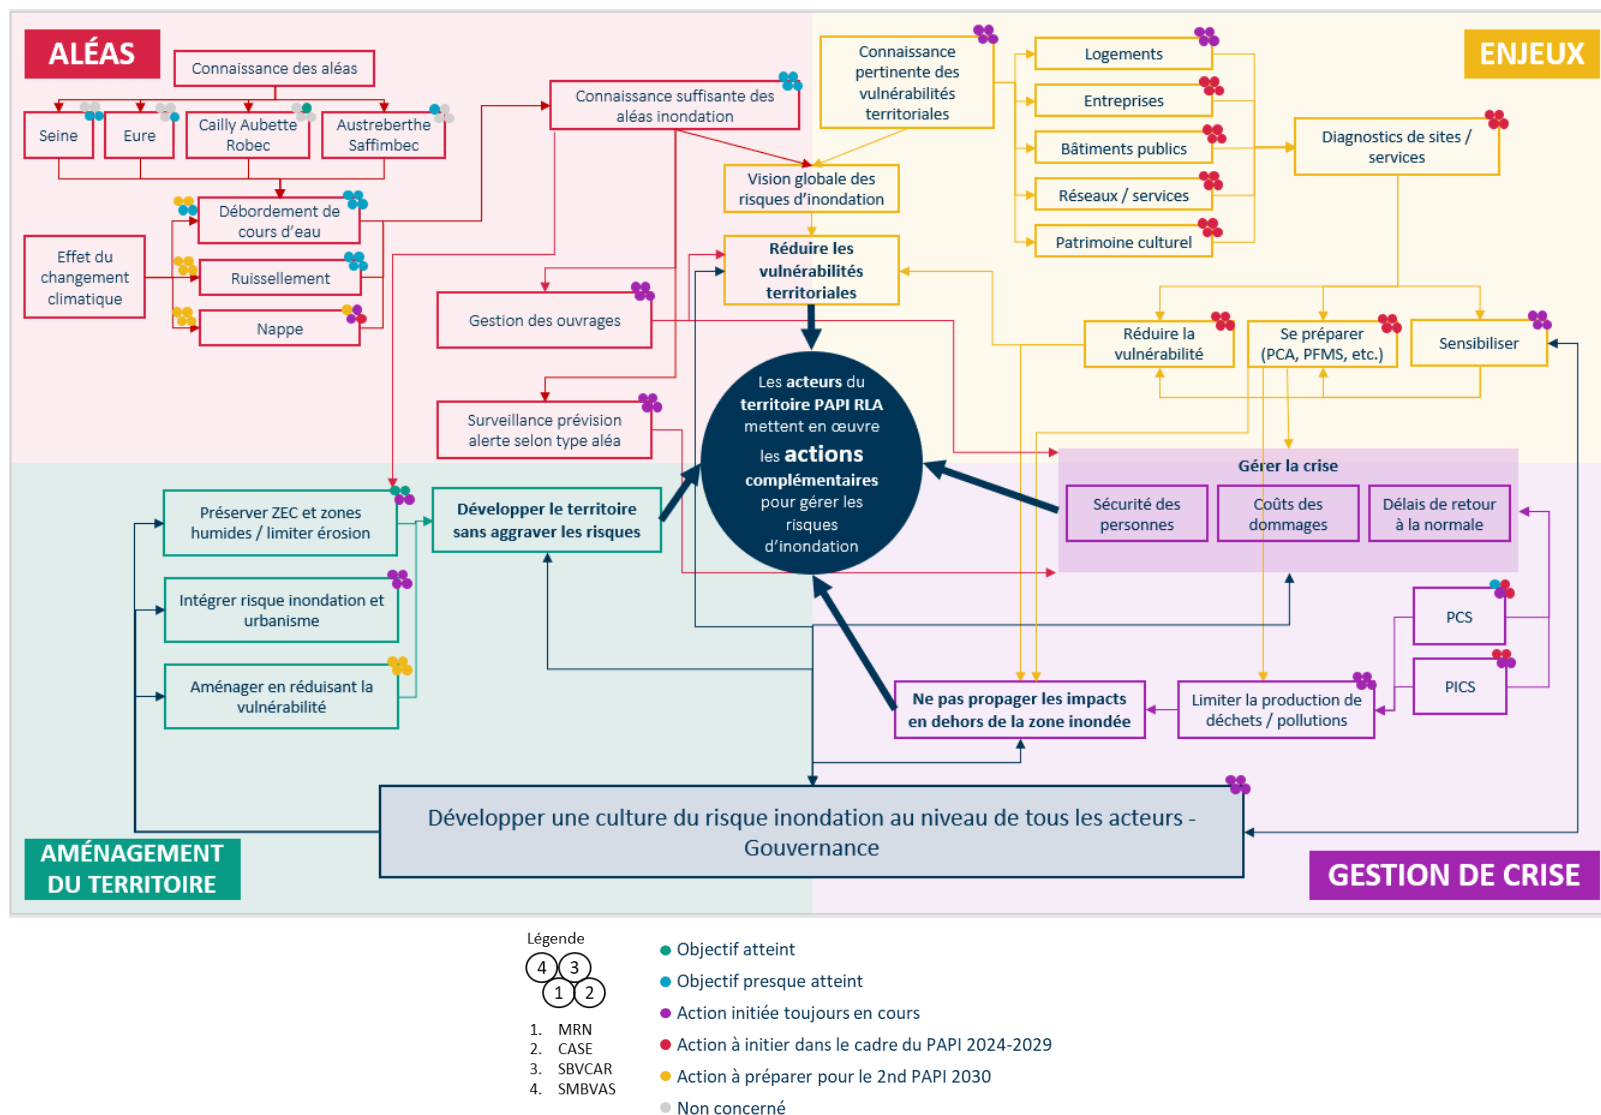 ALÉAS
Connaissance des aléas
Seine
Eure
Cailly Aubette
Robec
Austreberthe
Saffimbec
Connaissance suffisante des
aléas inondation
Débordement de
cours d'eau
Effet du
changement
climatique
Ruissellement
Nappe
Gestion des ouvrages
Surveillance prévision
alerte selon type aléa
ENJEUX
Connaissance
pertinente des
vulnérabilités
territoriales
Logements
Entreprises
Bâtiments publics
Réseaux / services
Patrimoine culturel
Diagnostics de sites /
services
Vision globale des
risques d'inondation
Réduire les
vulnérabilités
territoriales
Réduire la
vulnérabilité
Se préparer
(PCA, PFMS, etc.)
Sensibiliser
Les acteurs du
territoire PAPI RLA
mettent en œuvre
les actions
complémentaires
pour gérer les
risques
d'inondation
Préserver ZEC et zones
humides / limiter érosion
Développer le territoire
sans aggraver les risques
Intégrer risque inondation et
urbanisme
Aménager en réduisant la
vulnérabilité
AMÉNAGEMENT
DU TERRITOIRE
Gérer la crise
Sécurité des
personnes
Coûts des
dommages
Délais de retour
à la normale
PCS
PICS
Ne pas propager les impacts
en dehors de la zone inondée
Limiter la production de
déchets / pollutions
Développer une culture du risque inondation au niveau de tous les acteurs -
Gouvernance
GESTION DE CRISE
Légende
4 3
1 2
1. MRN
2. CASE
3. SBVCAR
4. SMBVAS
Objectif atteint
Objectif presque atteint
Action initiée toujours en cours
Action à initier dans le cadre du PAPI 2024-2029
Action à préparer pour le 2nd PAPI 2030
Non concerné